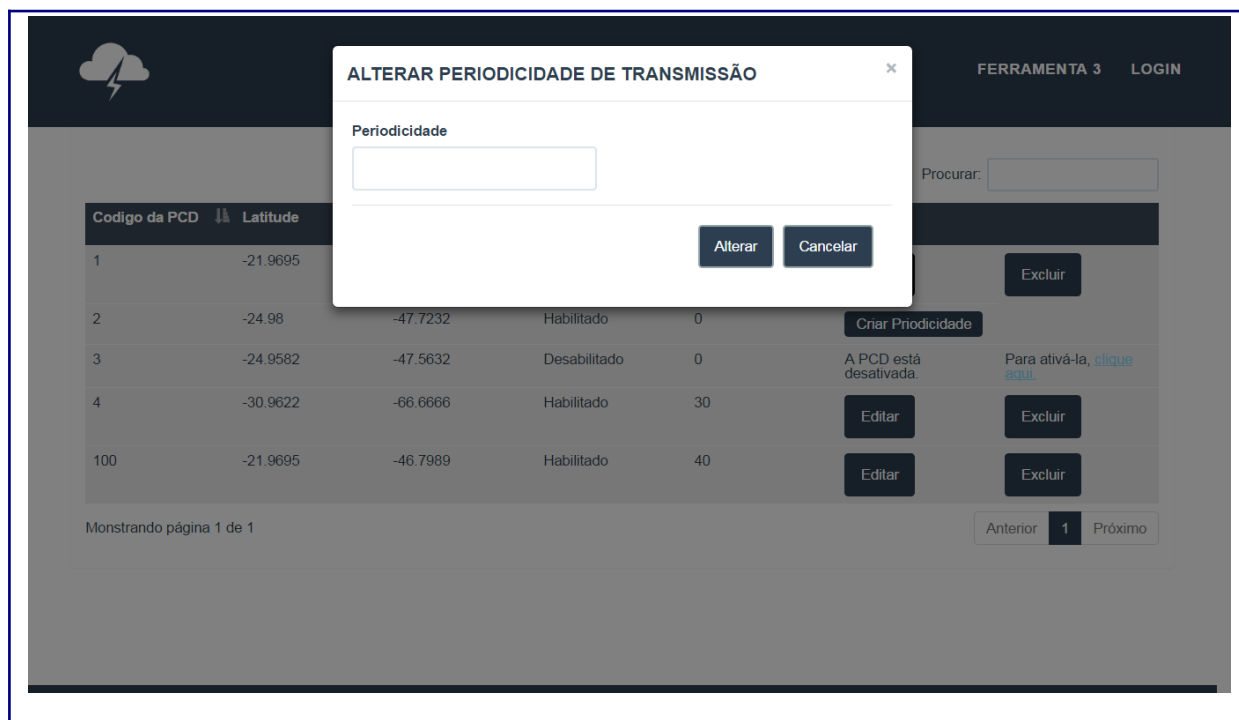 ALTERAR PERIODICIDADE DE TRANSMISSÃO
×
FERRAMENTA 3 LOGIN
Periodicidade
Procurar:
Alterar Cancelar
Codigo da PCD Latitude
1 -21.9695 Excluir
2 -24.98 -47.7232 Habilitado 0 Criar Priodicidade
3 -24.9582 -47.5632 Desabilitado 0 A PCD está desativada. Para ativá-la, clique aqui.
4 -30.9622 -66.6666 Habilitado 30 Editar Excluir
100 -21.9695 -46.7989 Habilitado 40 Editar Excluir
Monstrando página 1 de 1
Anterior 1 Próximo